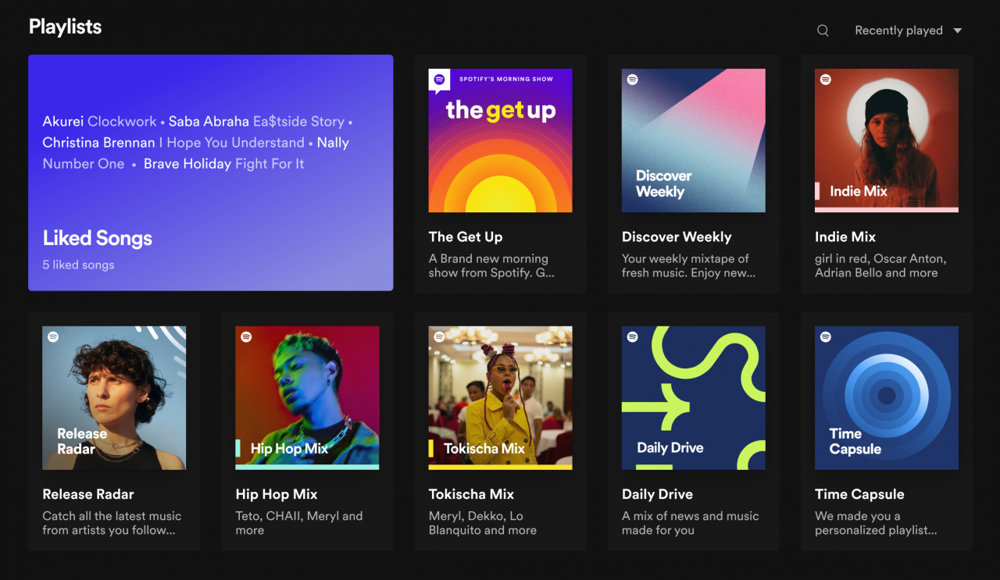 Playlists
Recently played
Akurei Clockwork • Saba Abraha Ea$tside Story •
Christina Brennan I Hope You Understand • Nally
Number One • Brave Holiday Fight For It
Liked Songs
5 liked songs
SPOTIFY'S MORNING SHOW
the get up
The Get Up
A Brand new morning
show from Spotify. G...
Discover
Weekly
Discover Weekly
Your weekly mixtape of
fresh music. Enjoy new...
Indie Mix
Indie Mix
girl in red, Oscar Anton,
Adrian Bello and more
Release
Radar
Release Radar
Catch all the latest music
from artists you follow...
Hip Hop Mix
Hip Hop Mix
Teto, CHAII, Meryl and
more
Tokischa Mix
Tokischa Mix
Meryl, Dekko, Lo
Blanquito and more
Daily Drive
Daily Drive
A mix of news and music
made for you
Time
Capsule
Time Capsule
We made you a
personalized playlist...